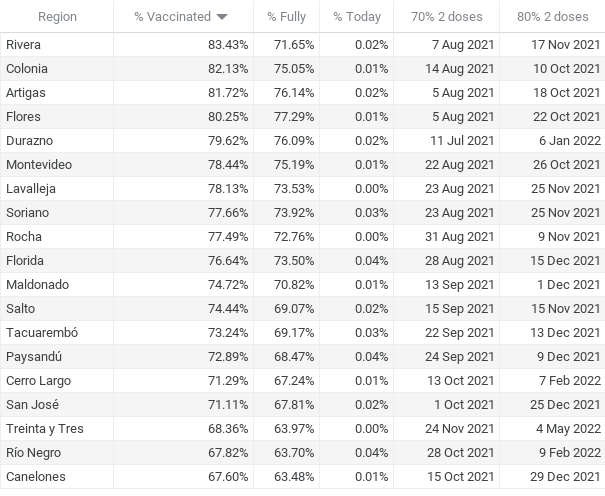 Region % Vaccinated % Fully % Today 70% 2 doses 80% 2 doses
Rivera 83.43% 71.65% 0.02% 7 Aug 2021 17 Nov 2021
Colonia 82.13% 75.05% 0.01% 14 Aug 2021 10 Oct 2021
Artigas 81.72% 76.14% 0.02% 5 Aug 2021 18 Oct 2021
Flores 80.25% 77.29% 0.01% 5 Aug 2021 22 Oct 2021
Durazno 79.62% 76.09% 0.02% 11 Jul 2021 6 Jan 2022
Montevideo 78.44% 75.19% 0.01% 22 Aug 2021 26 Oct 2021
Lavalleja 78.13% 73.53% 0.00% 23 Aug 2021 25 Nov 2021
Soriano 77.66% 73.92% 0.03% 23 Aug 2021 25 Nov 2021
Rocha 77.49% 72.76% 0.00% 31 Aug 2021 9 Nov 2021
Florida 76.64% 73.50% 0.04% 28 Aug 2021 15 Dec 2021
Maldonado 74.72% 70.82% 0.01% 13 Sep 2021 1 Dec 2021
Salto 74.44% 69.07% 0.02% 15 Sep 2021 15 Nov 2021
Tacuarembó 73.24% 69.17% 0.03% 22 Sep 2021 13 Dec 2021
Paysandú 72.89% 68.47% 0.04% 24 Sep 2021 9 Dec 2021
Cerro Largo 71.29% 67.24% 0.01% 13 Oct 2021 7 Feb 2022
San José 71.11% 67.81% 0.02% 1 Oct 2021 25 Dec 2021
Treinta y Tres 68.36% 63.97% 0.00% 24 Nov 2021 4 May 2022
Río Negro 67.82% 63.70% 0.04% 28 Oct 2021 9 Feb 2022
Canelones 67.60% 63.48% 0.01% 15 Oct 2021 29 Dec 2021